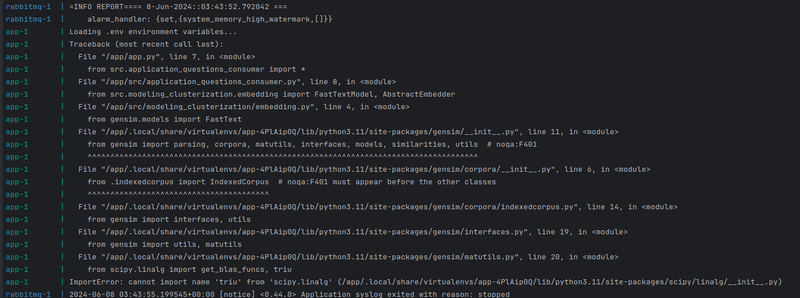 rabbitmq-1 | =INFO REPORT==== 8-Jun-2024::03:43:52.792042 ===
rabbitmq-1 | alarm_handler: {set,{system_memory_high_watermark,[]}}
app-1 | Loading .env environment variables...
app-1 | Traceback (most recent call last):
app-1 | File "/app/app.py", line 7, in <module>
app-1 | from src.application_questions_consumer import *
app-1 | File "/app/src/application_questions_consumer.py", line 8, in <module>
app-1 | from src.modeling_clusterization.embedding import FastTextModel, AbstractEmbedder
app-1 | File "/app/src/modeling_clusterization/embedding.py", line 4, in <module>
app-1 | from gensim.models import FastText
app-1 | File "/app/.local/share/virtualenvs/app-4PlAip0Q/lib/python3.11/site-packages/gensim/__init__.py", line 11, in <module>
app-1 | from gensim import parsing, corpora, matutils, interfaces, models, similarities, utils # noqa:F401
app-1 | ^^^^^^^^^^^^^^^^^^^^^^^^^^^^^^^^^^^^^^^^^^^^^^^^^^^^^^^^^^^^^^^^^^^^^^^^^^^^^^^^^^^^^^
app-1 | File "/app/.local/share/virtualenvs/app-4PlAip0Q/lib/python3.11/site-packages/gensim/corpora/__init__.py", line 6, in <module>
app-1 | from .indexedcorpus import IndexedCorpus # noqa:F401 must appear before the other classes
app-1 | ^^^^^^^^^^^^^^^^^^^^^^^^^^^^^^^^^^^^^^^^
app-1 | File "/app/.local/share/virtualenvs/app-4PlAip0Q/lib/python3.11/site-packages/gensim/corpora/indexedcorpus.py", line 14, in <module>
app-1 | from gensim import interfaces, utils
app-1 | File "/app/.local/share/virtualenvs/app-4PlAip0Q/lib/python3.11/site-packages/gensim/interfaces.py", line 19, in <module>
app-1 | from gensim import utils, matutils
app-1 | File "/app/.local/share/virtualenvs/app-4PlAip0Q/lib/python3.11/site-packages/gensim/matutils.py", line 20, in <module>
app-1 | from scipy.linalg import get_blas_funcs, triu
app-1 | ImportError: cannot import name 'triu' from 'scipy.linalg' (/app/.local/share/virtualenvs/app-4PlAip0Q/lib/python3.11/site-packages/scipy/linalg/__init__.py)
rabbitmq-1 | 2024-06-08 03:43:55.199545+00:00 [notice] <0.44.0> Application syslog exited with reason: stopped